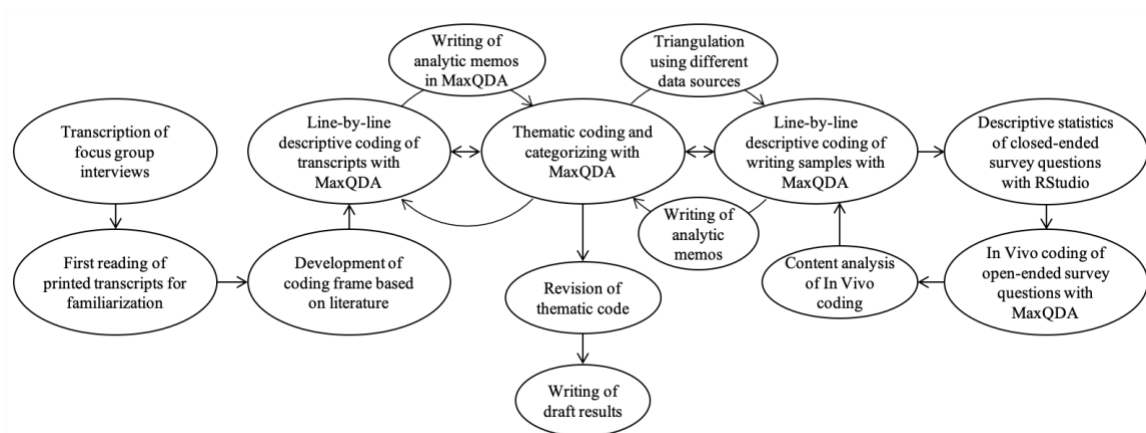 Writing of
analytic memos
in MaxQDA
Triangulation
using different
data sources
Transcription of
focus group
interviews
Line-by-line
descriptive coding of
transcripts with
MaxQDA
Thematic coding and
categorizing with
MaxQDA
Line-by-line
descriptive coding of
writing samples with
MaxQDA
Descriptive statistics
of closed-ended
survey questions
with RStudio
Writing of
analytic
memos
First reading of
printed transcripts for
familiarization
Development of
coding frame based
on literature
Revision of
thematic code
Content analysis
of In Vivo
coding
In Vivo coding of
open-ended survey
questions with
MaxQDA
Writing of
draft results